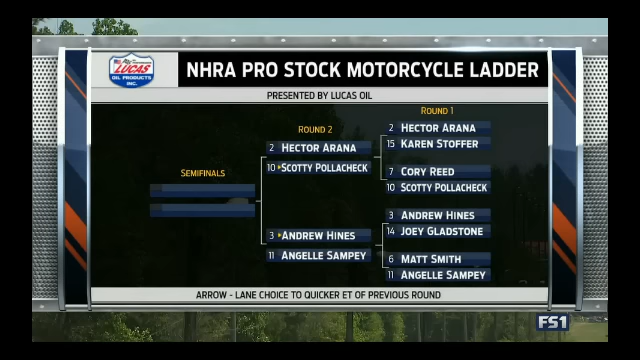 LUCAS
OIL PRODUCTS
INC.
NHRA PRO STOCK MOTORCYCLE LADDER
PRESENTED BY LUCAS OIL
ROUND 1
ROUND 2
SEMIFINALS
2 HECTOR ARANA
15 KAREN STOFFER
7 CORY REED
10 SCOTTY POLLACHECK
3 ANDREW HINES
14 JOEY GLADSTONE
6 MATT SMITH
11 ANGELLE SAMPEY
2 HECTOR ARANA
10 SCOTTY POLLACHECK
3 ANDREW HINES
11 ANGELLE SAMPEY
ARROW - LANE CHOICE TO QUICKER ET OF PREVIOUS ROUND
FS1